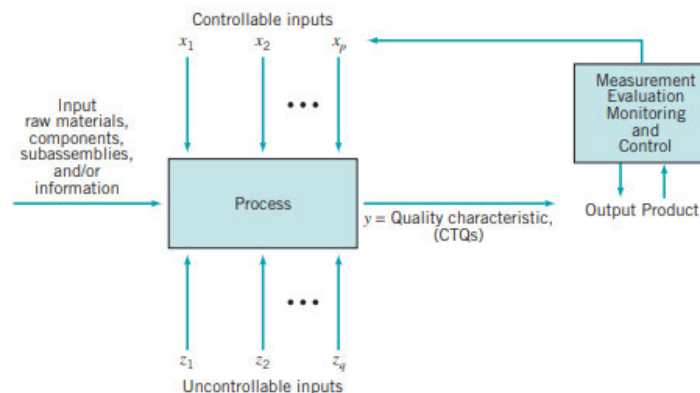 Controllable inputs
x1 x2 xp
Measurement
Evaluation
Monitoring
and
Control
Input
raw materials,
components,
subassemblies,
and/or
information
Process
Output Product
y = Quality characteristic,
(CTQs)
z1 z2 zq
Uncontrollable inputs